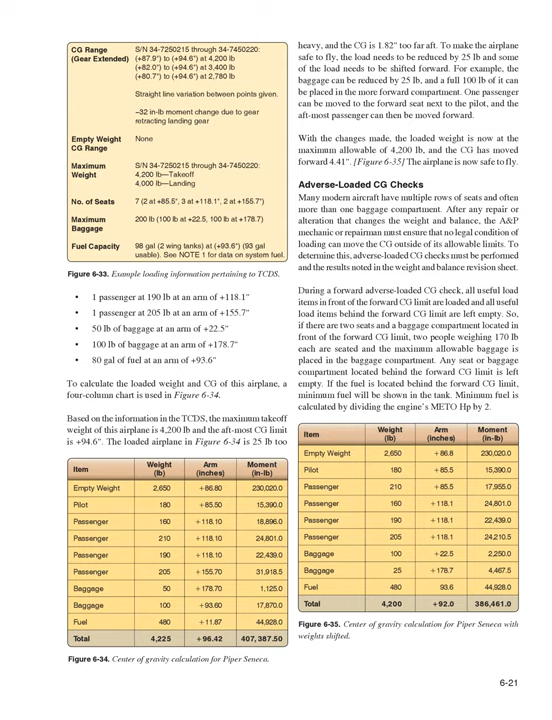 CG Range
(Gear Extended)
S/N 34-7250215 through 34-7450220:
(+87.9") to (+94.6") at 4,200 lb
(+82.0") to (+94.6") at 3,400 lb
(+80.7") to (+94.6") at 2,780 lb
Straight line variation between points given.
–32 in-lb moment change due to gear
retracting landing gear
Empty Weight
CG Range
None
Maximum
Weight
S/N 34-7250215 through 34-7450220:
4,200 lb—Takeoff
4,000 lb—Landing
No. of Seats
7 (2 at +85.5", 3 at +118.1", 2 at +155.7")
Maximum
Baggage
200 lb (100 lb at +22.5, 100 lb at +178.7)
Fuel Capacity
98 gal (2 wing tanks) at (+93.6") (93 gal
usable). See NOTE 1 for data on system fuel.
Figure 6-33. Example loading information pertaining to TCDS.
• 1 passenger at 190 lb at an arm of +118.1"
• 1 passenger at 205 lb at an arm of +155.7"
• 50 lb of baggage at an arm of +22.5"
• 100 lb of baggage at an arm of +178.7"
• 80 gal of fuel at an arm of +93.6"
To calculate the loaded weight and CG of this airplane, a
four-column chart is used in Figure 6-34.
Based on the information in the TCDS, the maximum takeoff
weight of this airplane is 4,200 lb and the aft-most CG limit
is +94.6". The loaded airplane in Figure 6-34 is 25 lb too
Item Weight (lb) Arm (inches) Moment (in-lb)
Empty Weight 2,650 +86.80 230,020.0
Pilot 180 +85.50 15,390.0
Passenger 160 +118.10 18,896.0
Passenger 210 +118.10 24,801.0
Passenger 190 +118.10 22,439.0
Passenger 205 +155.70 31,918.5
Baggage 50 +178.70 1,125.0
Baggage 100 +93.60 17,870.0
Fuel 480 +11.87 44,928.0
Total 4,225 +96.42 407,387.50
Figure 6-34. Center of gravity calculation for Piper Seneca.
heavy, and the CG is 1.82" too far aft. To make the airplane
safe to fly, the load needs to be reduced by 25 lb and some
of the load needs to be shifted forward. For example, the
baggage can be reduced by 25 lb, and a full 100 lb of it can
be placed in the more forward compartment. One passenger
can be moved to the forward seat next to the pilot, and the
aft-most passenger can then be moved forward.
With the changes made, the loaded weight is now at the
maximum allowable of 4,200 lb, and the CG has moved
forward 4.41". [Figure 6-35] The airplane is now safe to fly.
Adverse-Loaded CG Checks
Many modern aircraft have multiple rows of seats and often
more than one baggage compartment. After any repair or
alteration that changes the weight and balance, the A&P
mechanic or repairman must ensure that no legal condition of
loading can move the CG outside of its allowable limits. To
determine this, adverse-loaded CG checks must be performed
and the results noted in the weight and balance revision sheet.
During a forward adverse-loaded CG check, all useful load
items in front of the forward CG limit are loaded and all useful
load items behind the forward CG limit are left empty. So,
if there are two seats and a baggage compartment located in
front of the forward CG limit, two people weighing 170 lb
each are seated and the maximum allowable baggage is
placed in the baggage compartment. Any seat or baggage
compartment located behind the forward CG limit is left
empty. If the fuel is located behind the forward CG limit,
minimum fuel will be shown in the tank. Minimum fuel is
calculated by dividing the engine's METO Hp by 2.
Item Weight (lb) Arm (inches) Moment (in-lb)
Empty Weight 2,650 +86.8 230,020.0
Pilot 180 +85.5 15,390.0
Passenger 210 +85.5 17,955.0
Passenger 160 +118.1 24,801.0
Passenger 190 +118.1 22,439.0
Passenger 205 +118.1 24,210.5
Baggage 100 +22.5 2,250.0
Baggage 25 +178.7 4,467.5
Fuel 480 93.6 44,928.0
Total 4,200 +92.0 386,461.0
Figure 6-35. Center of gravity calculation for Piper Seneca with
weights shifted.
6-21